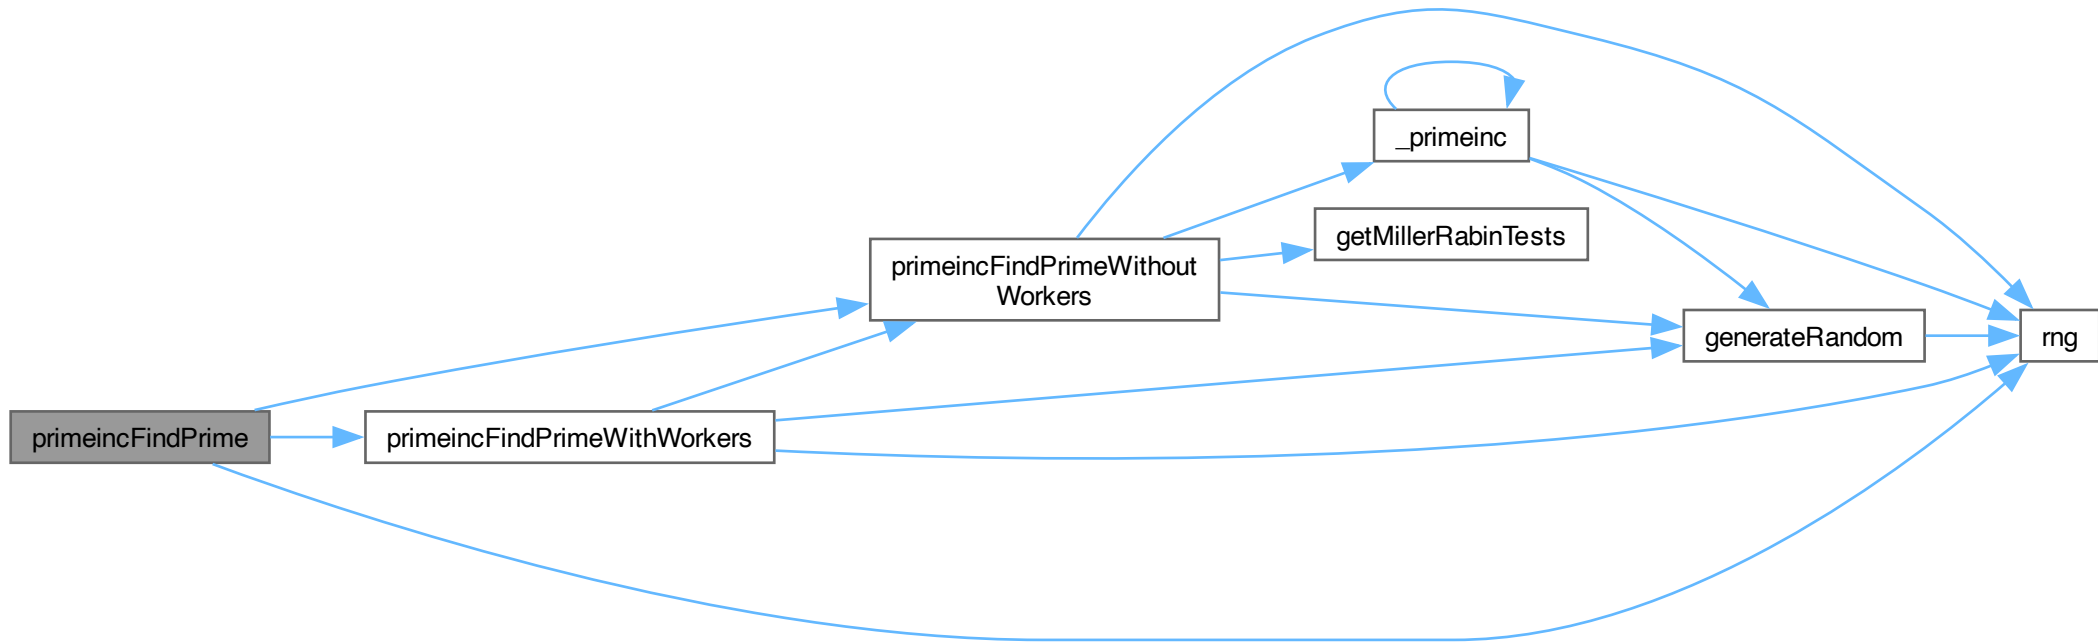 primeincFindPrime
primeincFindPrimeWithWorkers
primeincFindPrimeWithout
Workers
_primeinc
getMillerRabinTests
generateRandom
rng